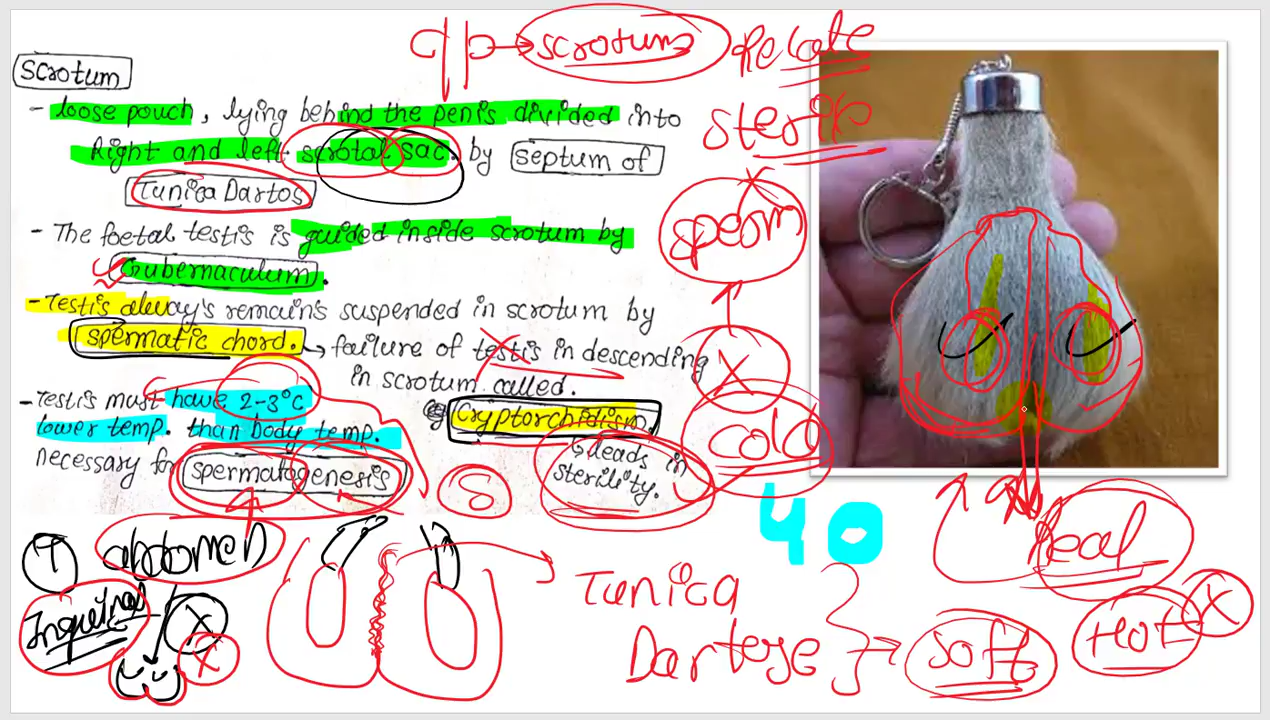 scrotum
Relate
sterile
Scrotum
- loose pouch, lying behind the penis divided into
Right and left scrotal sac. by septum of
Tunica Dartos
- The foetal testis is guided inside scrotum by
Gubernaculum.
sperm
- Testis alway's remain's suspended in scrotum by
spermatic chord. → failure of testis in descending
in scrotum called.
Cryptorchidism.
↳ leads in
sterility.
X
cold
- Testis must have 2-3°c
lower temp. than body temp.
necessary for spermatogenesis
S
40
abdomen
Inguinal
X
X
Tunica
Dartose
soft
Heal
Hot X